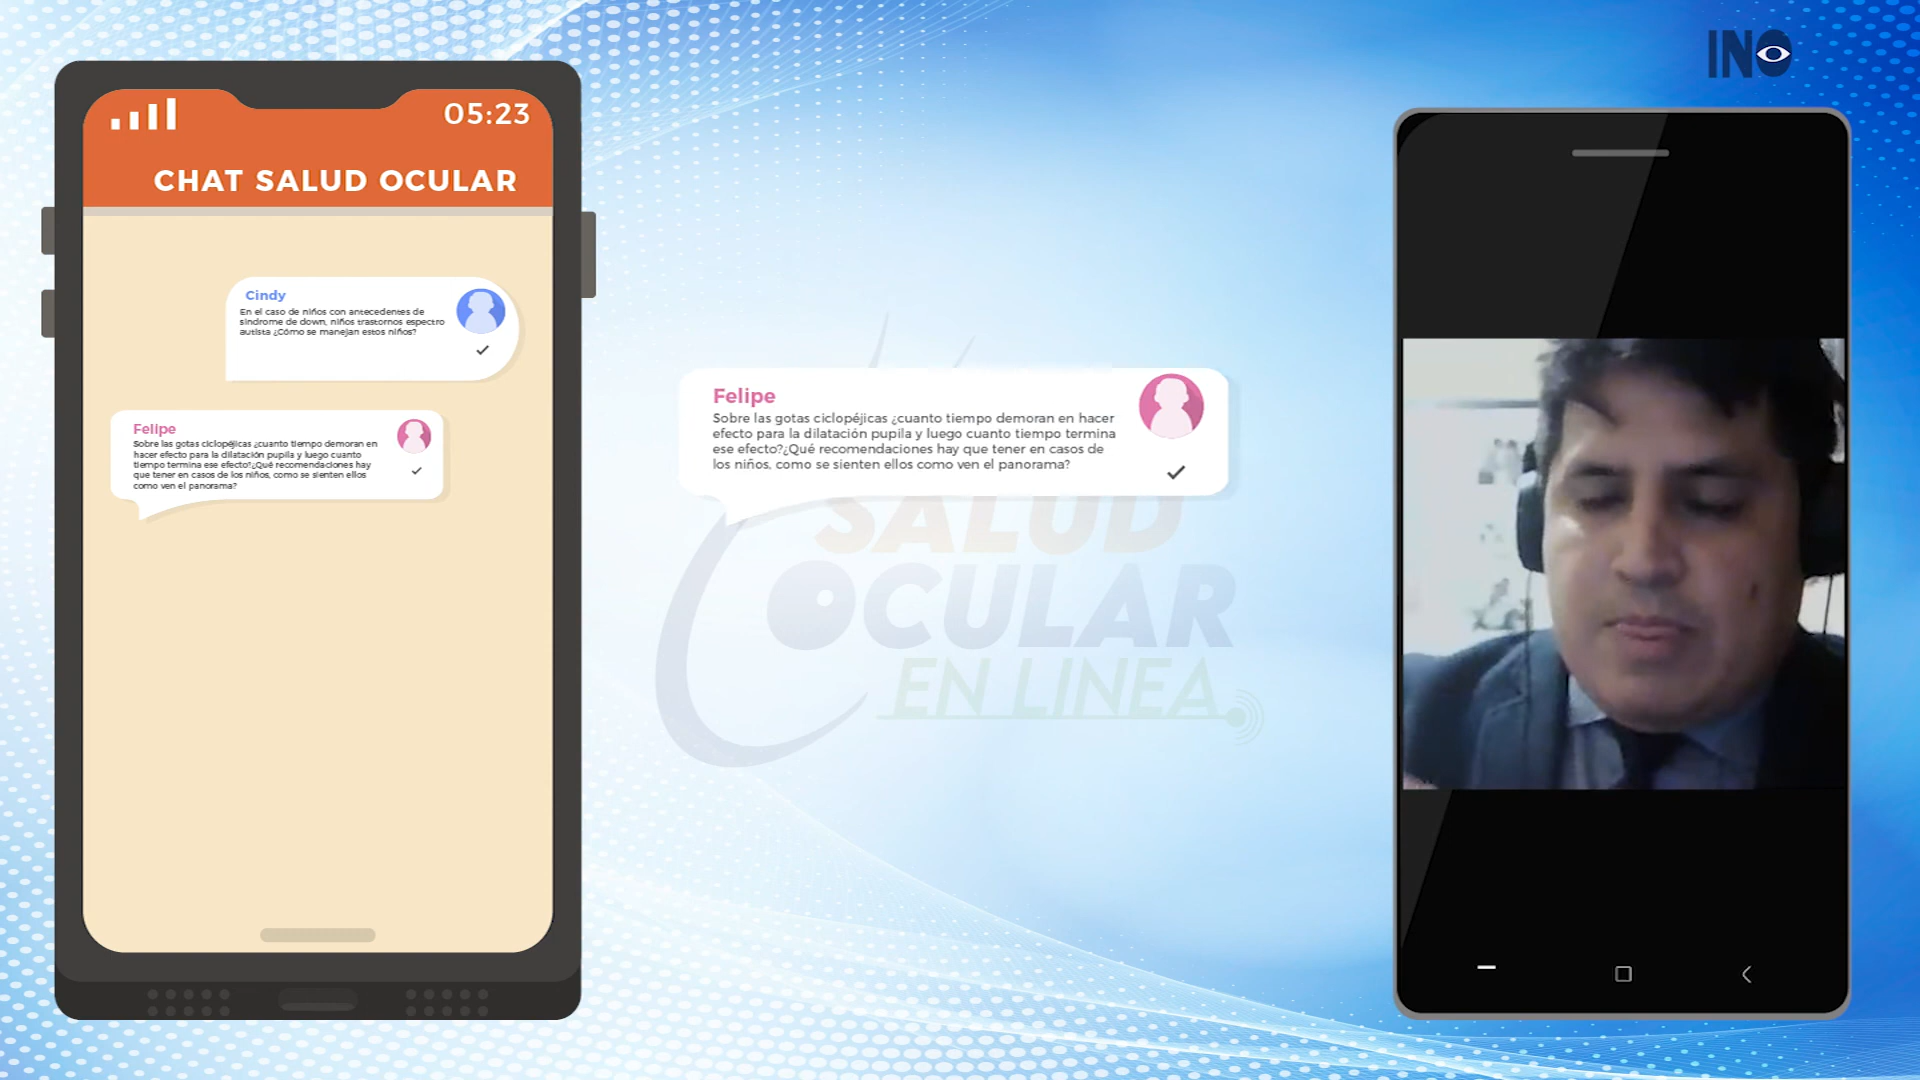 INO
05:23
CHAT SALUD OCULAR
Cindy
En el caso de niños con antecedentes de
sindrome de down, niños trastornos espectro
autista ¿Cómo se manejan estos niños?
Felipe
Sobre las gotas ciclopéjicas ¿cuanto tiempo demoran en
hacer efecto para la dilatación pupila y luego cuanto
tiempo termina ese efecto?¿Qué recomendaciones hay
que tener en casos de los niños, como se sienten ellos
como ven el panorama?
Felipe
Sobre las gotas ciclopéjicas ¿cuanto tiempo demoran en hacer
efecto para la dilatación pupila y luego cuanto tiempo termina
ese efecto?¿Qué recomendaciones hay que tener en casos de
los niños, como se sienten ellos como ven el panorama?
SALUD
OCULAR
EN LINEA